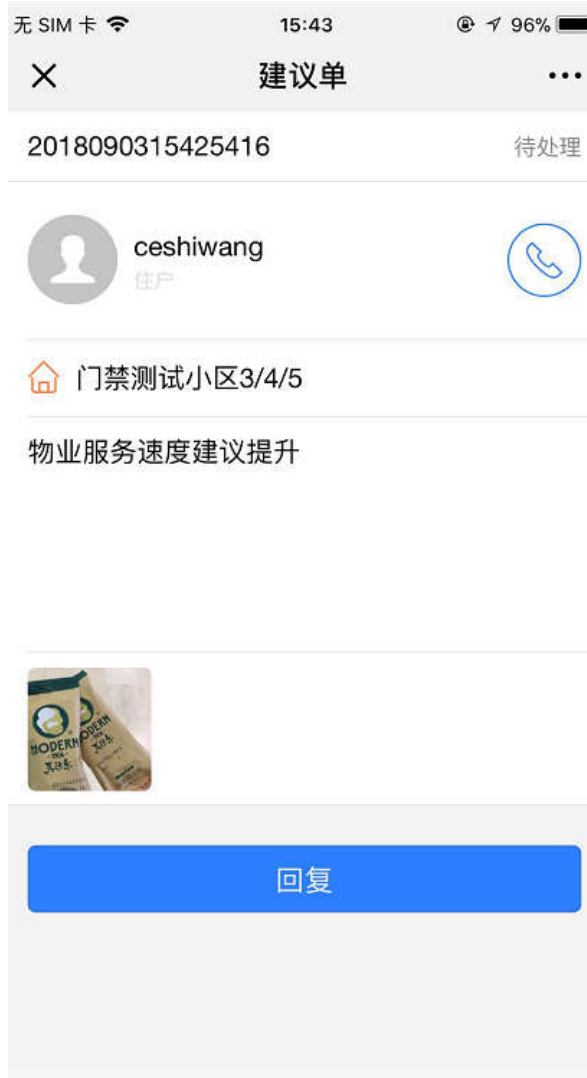 无 SIM 卡 15:43 96%
建议单
2018090315425416 待处理
ceshiwang
住户
门禁测试小区3/4/5
物业服务速度建议提升
MODERN
MODERN
回复